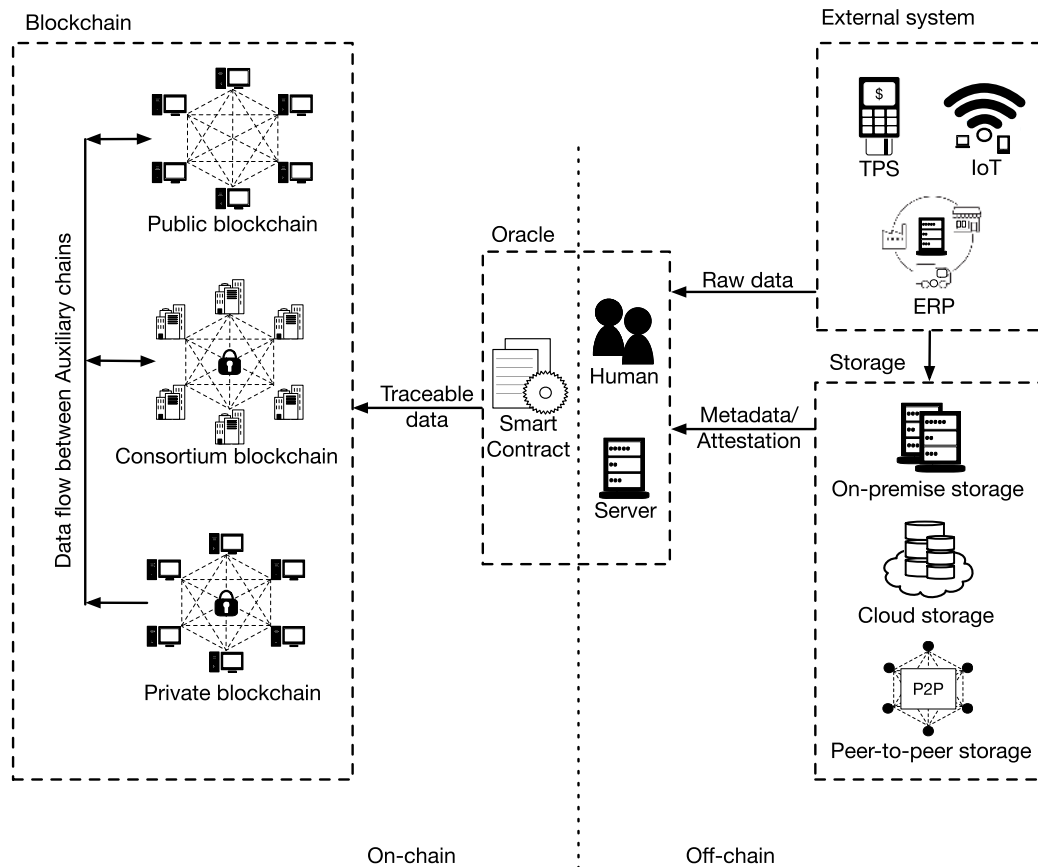 Blockchain
Public blockchain
Consortium blockchain
Private blockchain
Data flow between Auxiliary chains
Traceable
data
Oracle
Smart
Contract
Human
Server
Raw data
Metadata/
Attestation
External system
$
TPS
IoT
ERP
Storage
On-premise storage
Cloud storage
P2P
Peer-to-peer storage
On-chain
Off-chain